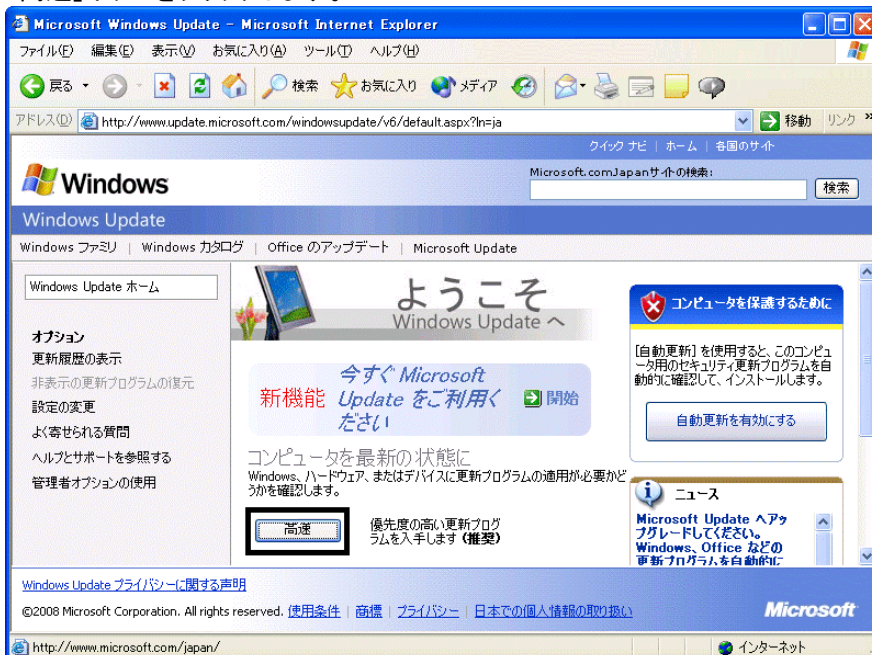 Microsoft Windows Update - Microsoft Internet Explorer
ファイル(F) 編集(E) 表示(V) お気に入り(A) ツール(T) ヘルプ(H)
戻る 検索 お気に入り メディア
アドレス(D) http://www.update.microsoft.com/windowsupdate/v6/default.aspx?ln=ja 移動 リンク »
クイック ナビ | ホーム | 各国のサイト
Windows
Microsoft.comJapanサイトの検索:
検索
Windows Update
Windows ファミリ | Windows カタログ | Office のアップデート | Microsoft Update
Windows Update ホーム
オプション
更新履歴の表示
非表示の更新プログラムの復元
設定の変更
よく寄せられる質問
ヘルプとサポートを参照する
管理者オプションの使用
ようこそ
Windows Update へ
新機能
今すぐ Microsoft
Update をご利用く
ださい
開始
コンピュータを最新の状態に
Windows、ハードウェア、またはデバイスに更新プログラムの適用が必要かど
うかを確認します。
高速
優先度の高い更新プログ
ラムを入手します (推奨)
コンピュータを保護するために
[自動更新] を使用すると、このコンピュ
ータ用のセキュリティ更新プログラムを自
動的に確認して、インストールします。
自動更新を有効にする
ニュース
Microsoft Update へアッ
プグレードしてください。
Windows、Office などの
更新プログラムを自動的に
Windows Update プライバシーに関する声明
©2008 Microsoft Corporation. All rights reserved. 使用条件 | 商標 | プライバシー | 日本での個人情報の取り扱い
Microsoft
http://www.microsoft.com/japan/
インターネット